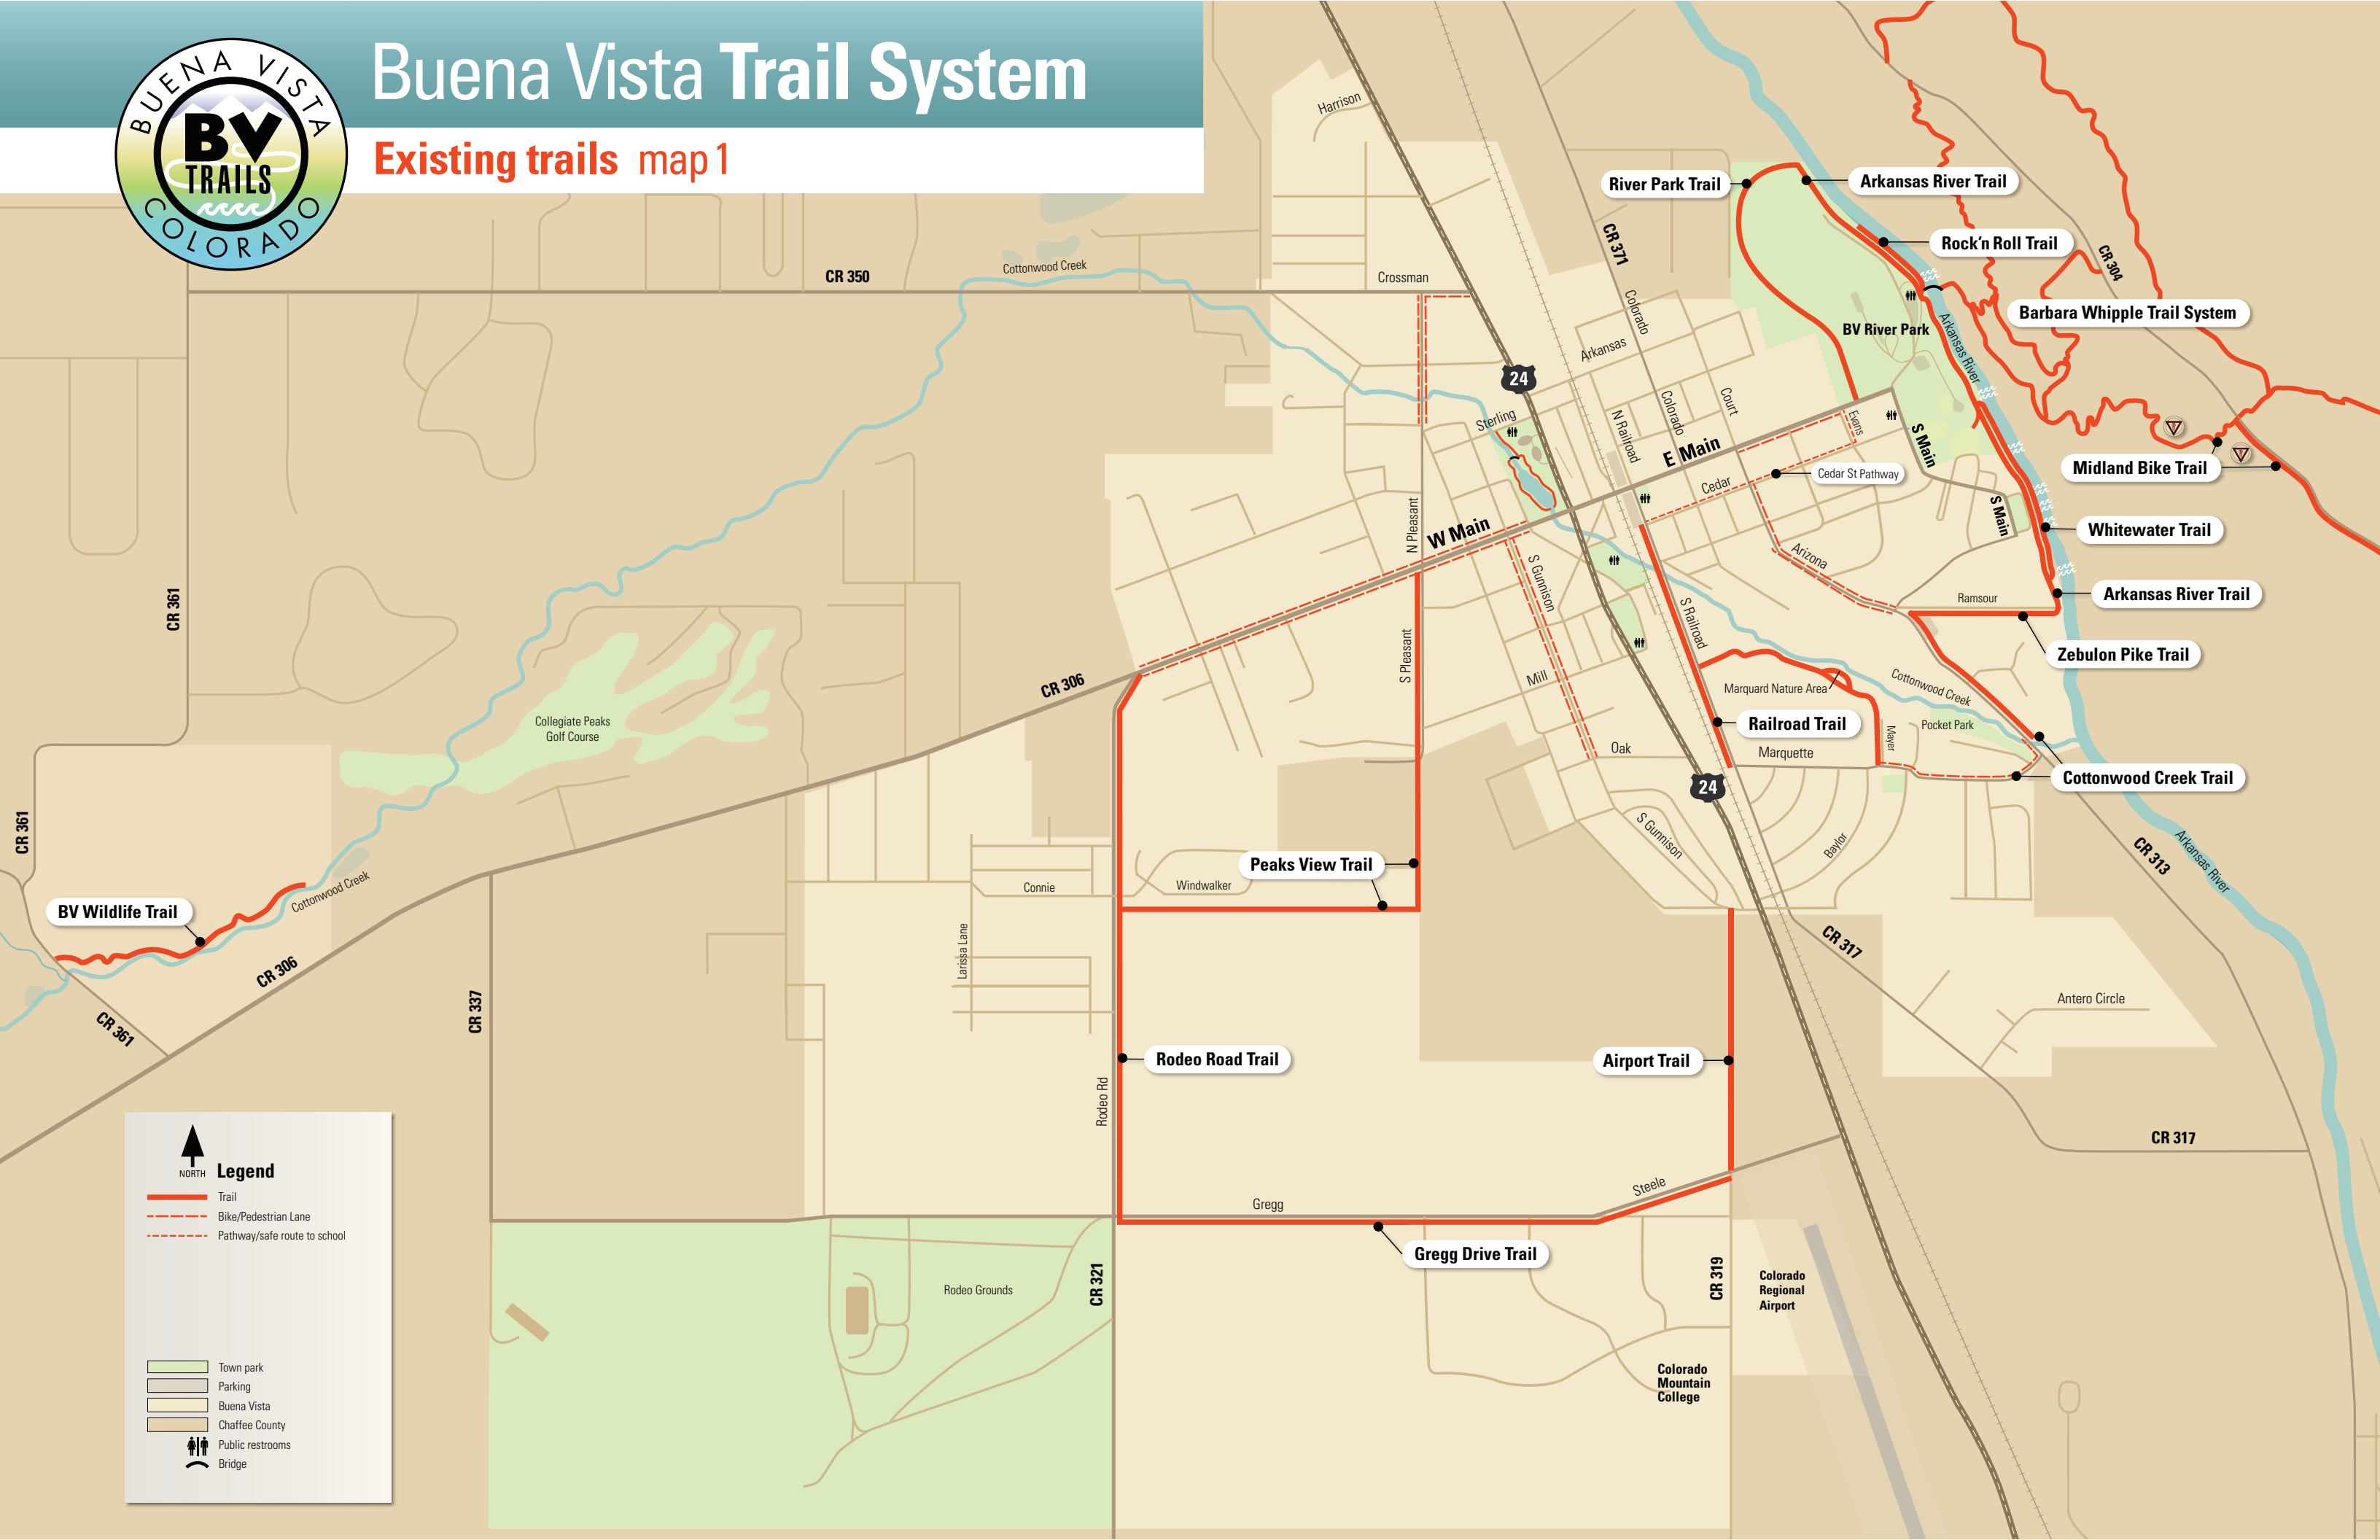 Buena Vista Trail System
Existing trails map 1
BUENA VISTA
BV
TRAILS
COLORADO
Harrison
CR 371
River Park Trail
Arkansas River Trail
Rock'n Roll Trail
CR 304
Barbara Whipple Trail System
BV River Park
Arkansas River
Cottonwood Creek
CR 350
Crossman
Colorado
Arkansas
24
Court
Colorado
N Railroad
Sterling
E Main
Evans
S Main
Midland Bike Trail
Cedar St Pathway
Cedar
S Main
Whitewater Trail
N Pleasant
W Main
Arizona
S Gunnison
Arkansas River Trail
Ramsour
CR 361
S Railroad
S Pleasant
Zebulon Pike Trail
Mill
CR 306
Marquard Nature Area
Cottonwood Creek
Collegiate Peaks
Golf Course
Railroad Trail
Pocket Park
Mayer
Oak
Marquette
Cottonwood Creek Trail
24
CR 361
S Gunnison
Baylor
CR 313
Arkansas River
Peaks View Trail
Windwalker
Connie
Cottonwood Creek
BV Wildlife Trail
CR 306
Larissa Lane
CR 317
Antero Circle
CR 337
CR 361
Rodeo Road Trail
Airport Trail
Rodeo Rd
CR 317
Steele
Gregg
Gregg Drive Trail
CR 321
CR 319
Rodeo Grounds
Colorado
Regional
Airport
Colorado
Mountain
College
NORTH
Legend
Trail
Bike/Pedestrian Lane
Pathway/safe route to school
Town park
Parking
Buena Vista
Chaffee County
Public restrooms
Bridge